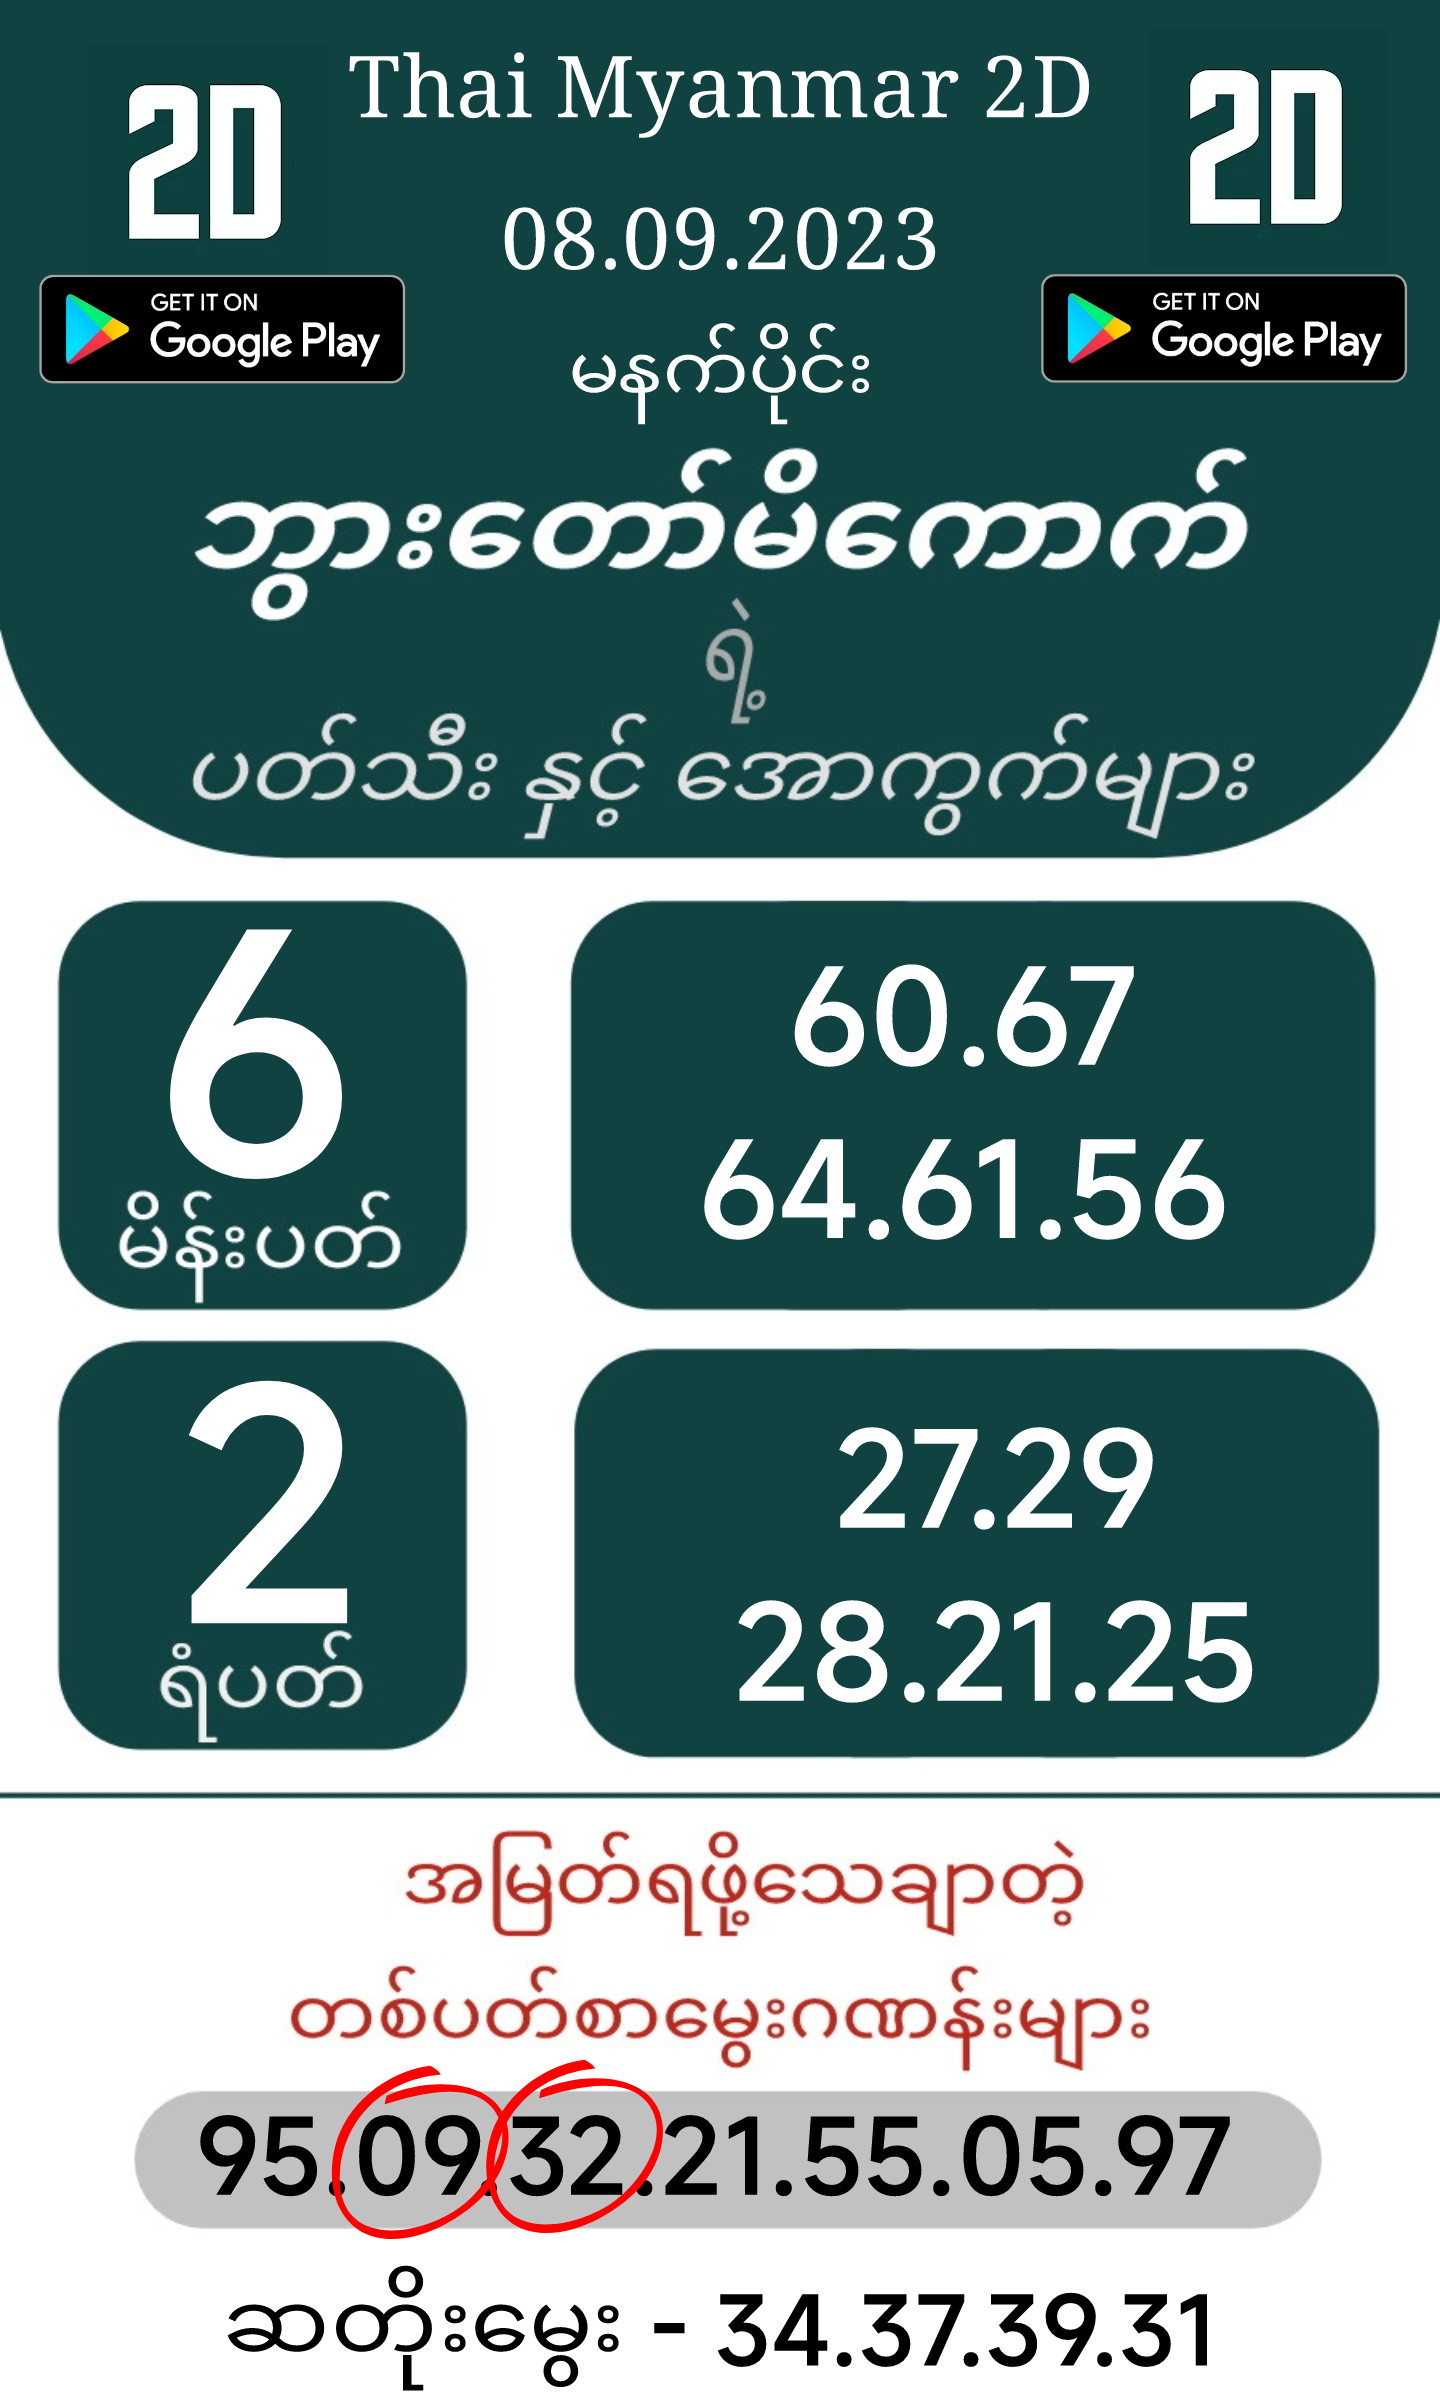 Thai Myanmar 2D
2D
2D
08.09.2023
GET IT ON
Google Play
GET IT ON
Google Play
မနက်ပိုင်း
ဘွားတော်မိကောက်
ရဲ့
ပတ်သီး နှင့် အောကွက်များ
6
မိန်းပတ်
60.67
64.61.56
2
ရံပတ်
27.29
28.21.25
အမြတ်ရဖို့သေချာတဲ့
တစ်ပတ်စာမွေးဂဏန်းများ
95.09.32.21.55.05.97
ဆတိုးမွေး - 34.37.39.31